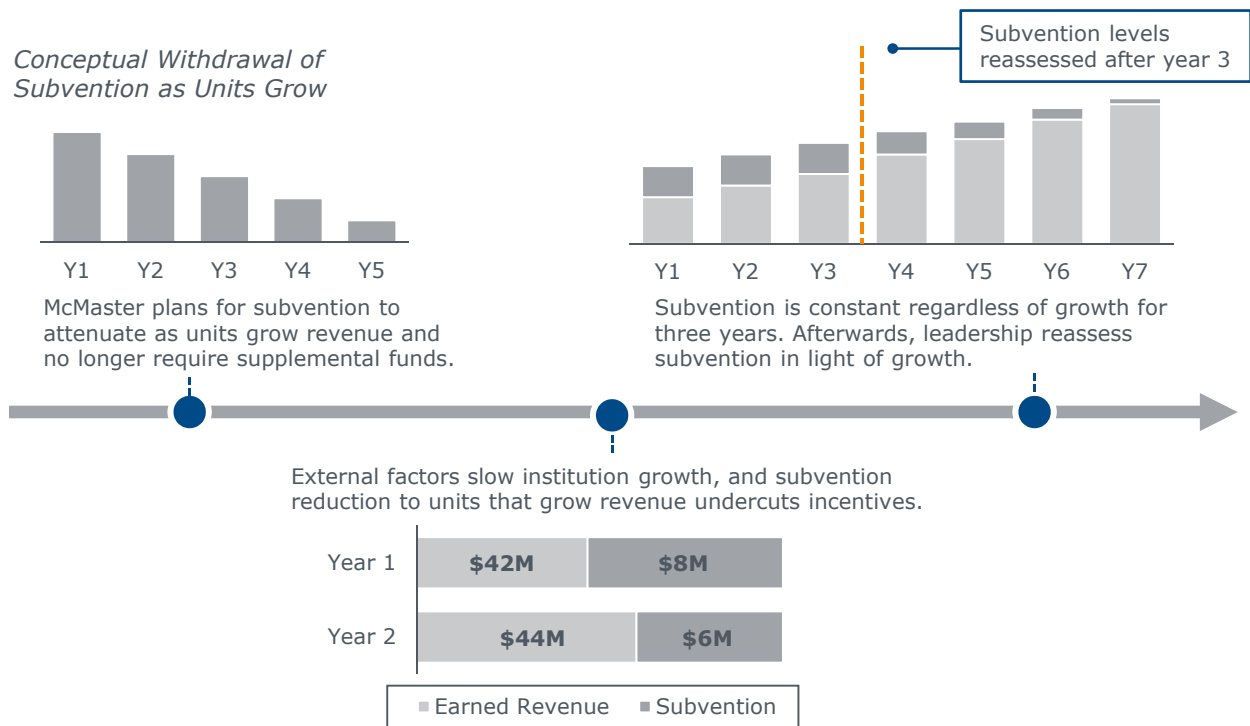 Conceptual Withdrawal of
Subvention as Units Grow
Y1 Y2 Y3 Y4 Y5
McMaster plans for subvention to
attenuate as units grow revenue and
no longer require supplemental funds.
Subvention levels
reassessed after year 3
Y1 Y2 Y3 Y4 Y5 Y6 Y7
Subvention is constant regardless of growth for
three years. Afterwards, leadership reassess
subvention in light of growth.
External factors slow institution growth, and subvention
reduction to units that grow revenue undercuts incentives.
Year 1 $42M $8M
Year 2 $44M $6M
Earned Revenue Subvention